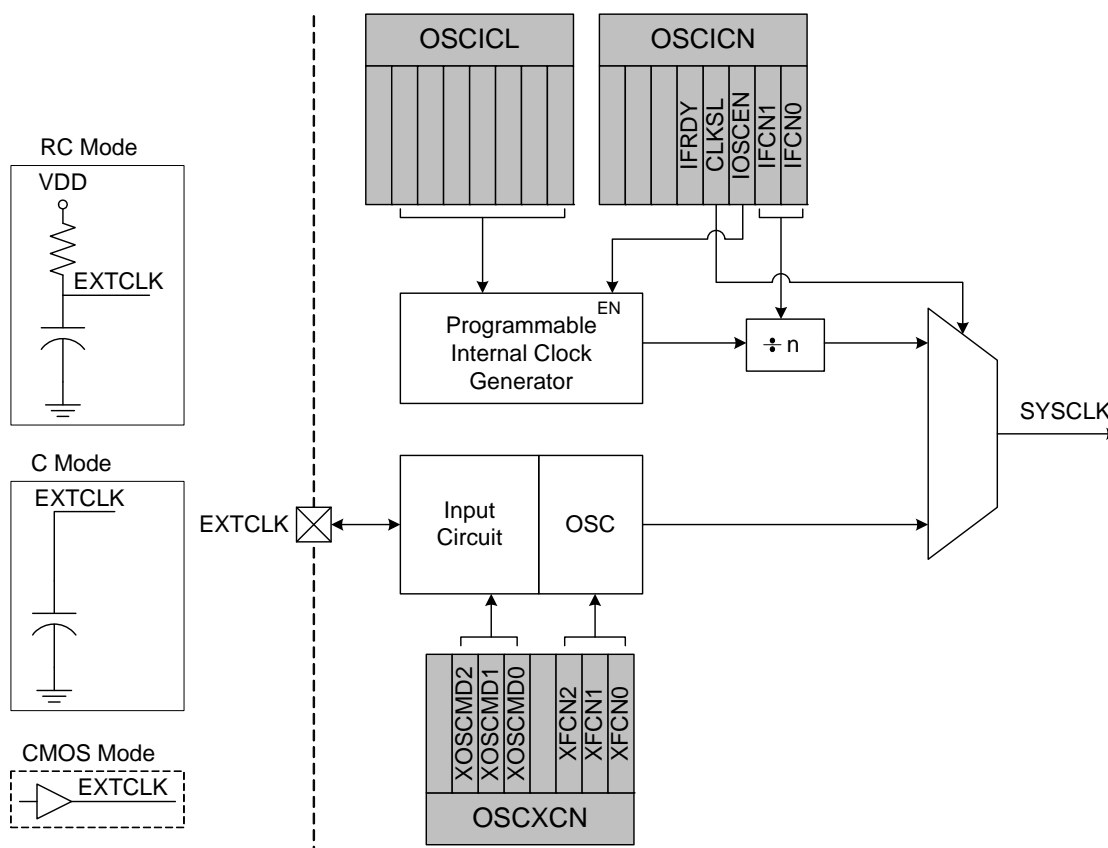 OSCICL
OSCICN
IFRDY
CLKSL
IOSCEN
IFCN1
IFCN0
RC Mode
VDD
EXTCLK
EN
Programmable
Internal Clock
Generator
÷ n
SYSCLK
C Mode
EXTCLK
EXTCLK
Input
Circuit
OSC
XOSCMD2
XOSCMD1
XOSCMD0
XFCN2
XFCN1
XFCN0
OSCXCN
CMOS Mode
EXTCLK